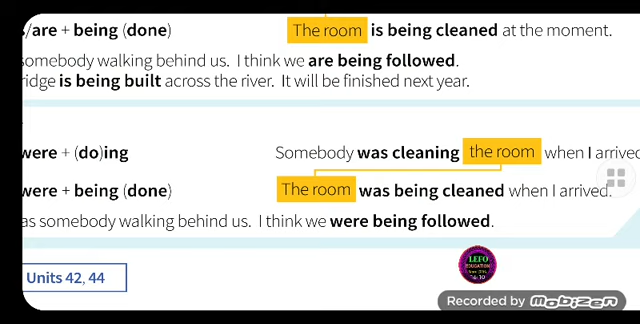 s/are + being (done) The room is being cleaned at the moment.
somebody walking behind us. I think we are being followed.
ridge is being built across the river. It will be finished next year.
were + (do)ing Somebody was cleaning the room when I arrived
were + being (done) The room was being cleaned when I arrived.
as somebody walking behind us. I think we were being followed.
Units 42, 44
LEFO
EDUCATION
Recorded by MOBIZEN